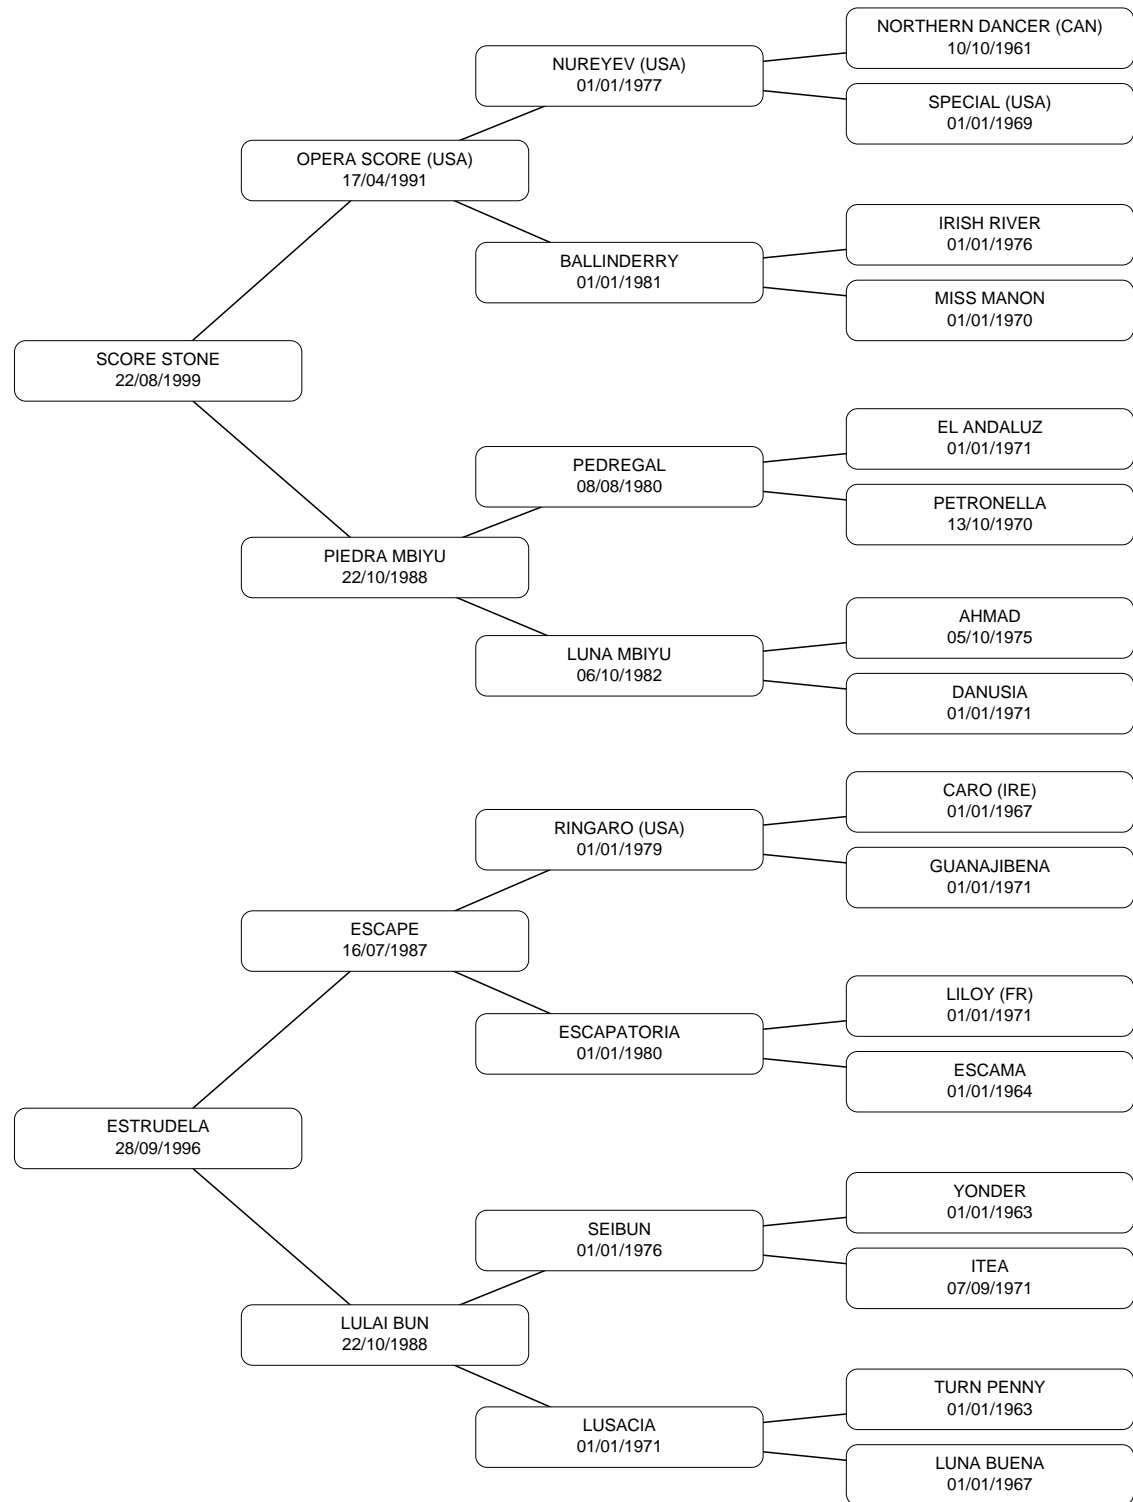 NORTHERN DANCER (CAN)
10/10/1961
NUREYEV (USA)
01/01/1977
SPECIAL (USA)
01/01/1969
OPERA SCORE (USA)
17/04/1991
IRISH RIVER
01/01/1976
BALLINDERRY
01/01/1981
MISS MANON
01/01/1970
SCORE STONE
22/08/1999
EL ANDALUZ
01/01/1971
PEDREGAL
08/08/1980
PETRONELLA
13/10/1970
PIEDRA MBIYU
22/10/1988
AHMAD
05/10/1975
LUNA MBIYU
06/10/1982
DANUSIA
01/01/1971
CARO (IRE)
01/01/1967
RINGARO (USA)
01/01/1979
GUANAJIBENA
01/01/1971
ESCAPE
16/07/1987
LILOY (FR)
01/01/1971
ESCAPATORIA
01/01/1980
ESCAMA
01/01/1964
ESTRUDELA
28/09/1996
YONDER
01/01/1963
SEIBUN
01/01/1976
ITEA
07/09/1971
LULAI BUN
22/10/1988
TURN PENNY
01/01/1963
LUSACIA
01/01/1971
LUNA BUENA
01/01/1967